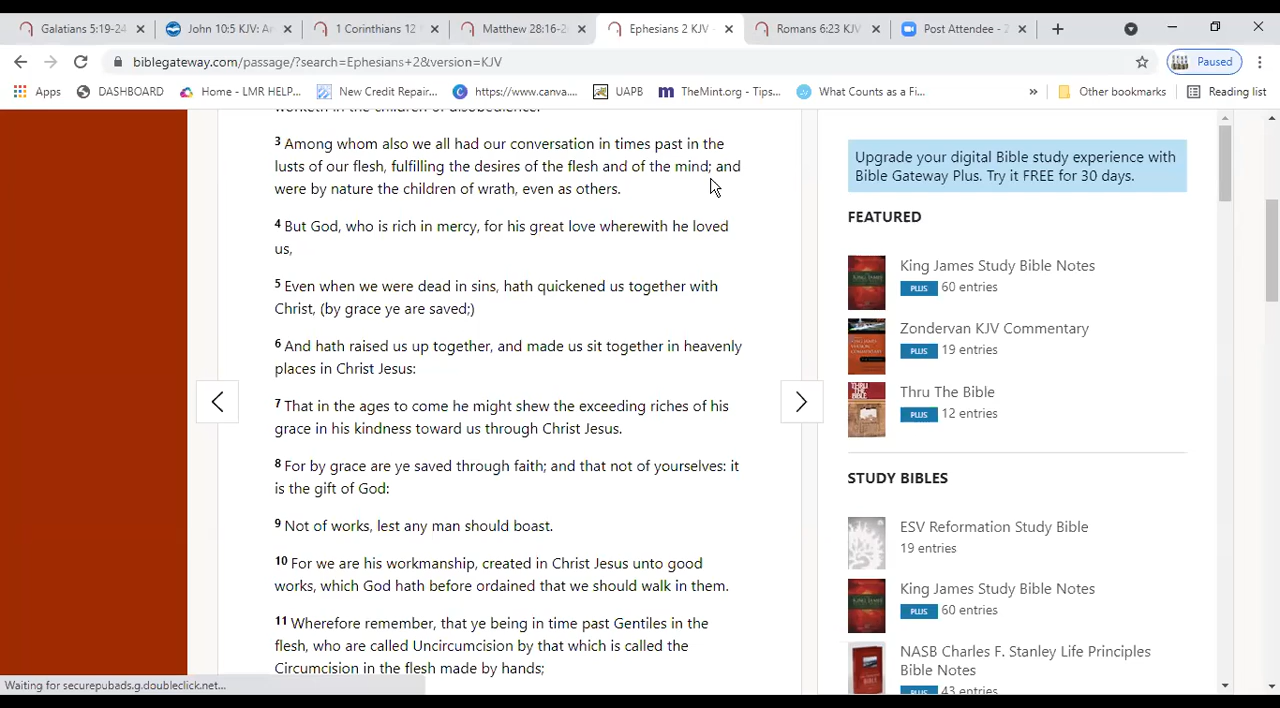 Galatians 5:19-24
John 10:5 KJV: An
1 Corinthians 12
Matthew 28:16-2
Ephesians 2 KJV -
Romans 6:23 KJV
Post Attendee - Z
biblegateway.com/passage/?search=Ephesians+2&version=KJV
Paused
Apps
DASHBOARD
Home - LMR HELP...
New Credit Repair...
https://www.canva....
UAPB
TheMint.org - Tips...
What Counts as a Fi...
»
Other bookmarks
Reading list
worketh in the children of disobedience:
3 Among whom also we all had our conversation in times past in the
lusts of our flesh, fulfilling the desires of the flesh and of the mind; and
were by nature the children of wrath, even as others.
4 But God, who is rich in mercy, for his great love wherewith he loved
us,
5 Even when we were dead in sins, hath quickened us together with
Christ, (by grace ye are saved;)
6 And hath raised us up together, and made us sit together in heavenly
places in Christ Jesus:
7 That in the ages to come he might shew the exceeding riches of his
grace in his kindness toward us through Christ Jesus.
8 For by grace are ye saved through faith; and that not of yourselves: it
is the gift of God:
9 Not of works, lest any man should boast.
10 For we are his workmanship, created in Christ Jesus unto good
works, which God hath before ordained that we should walk in them.
11 Wherefore remember, that ye being in time past Gentiles in the
flesh, who are called Uncircumcision by that which is called the
Circumcision in the flesh made by hands;
Upgrade your digital Bible study experience with
Bible Gateway Plus. Try it FREE for 30 days.
FEATURED
King James Study Bible Notes
PLUS 60 entries
Zondervan KJV Commentary
PLUS 19 entries
Thru The Bible
PLUS 12 entries
STUDY BIBLES
ESV Reformation Study Bible
19 entries
King James Study Bible Notes
PLUS 60 entries
NASB Charles F. Stanley Life Principles
Bible Notes
PLUS 43 entries
Waiting for securepubads.g.doubleclick.net...